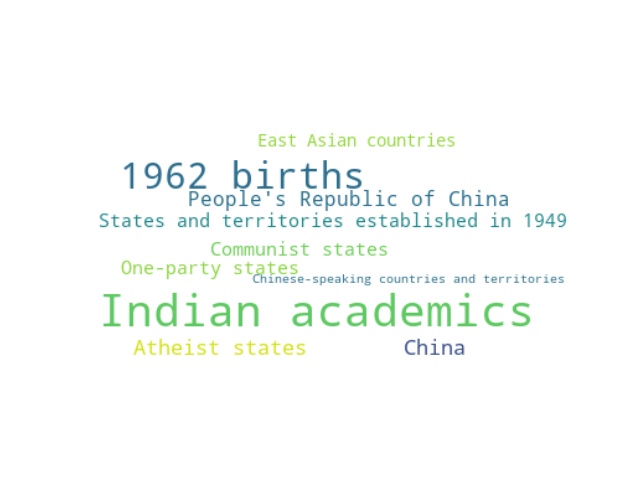 East Asian countries
1962 births
People's Republic of China
States and territories established in 1949
Communist states
One-party states
Chinese-speaking countries and territories
Indian academics
Atheist states
China